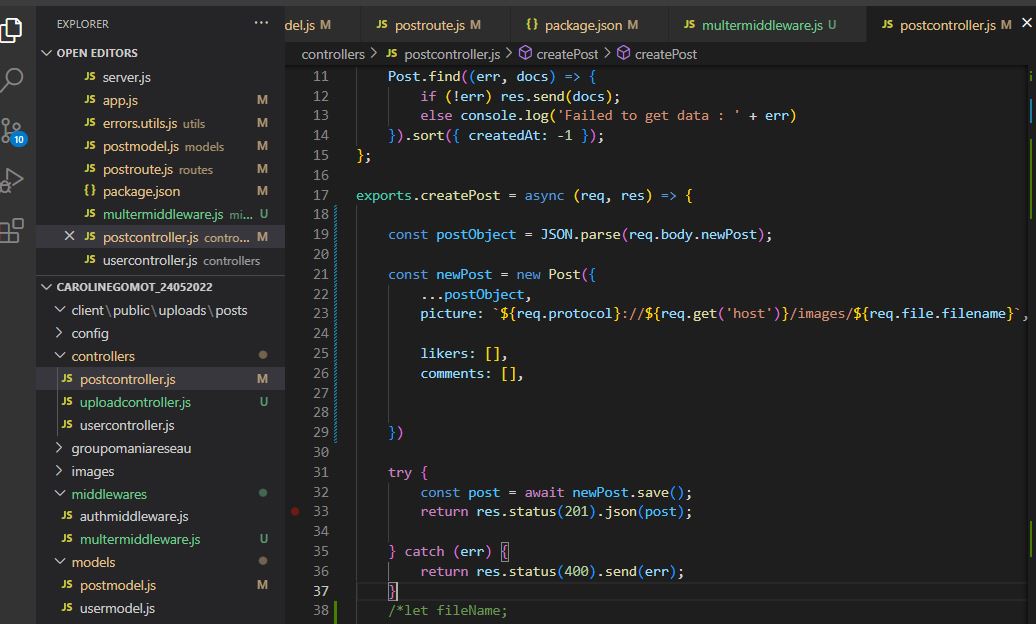 EXPLORER ...
OPEN EDITORS
JS server.js
JS app.js M
JS errors.utils.js utils M
JS postmodel.js models M
JS postroute.js routes M
{} package.json M
JS multermiddleware.js mi... U
× JS postcontroller.js contro... M
JS usercontroller.js controllers
CAROLINEGOMOT_24052022
client\public\uploads\posts
config
controllers
JS postcontroller.js M
JS uploadcontroller.js U
JS usercontroller.js
groupomaniareseau
images
middlewares
JS authmiddleware.js
JS multermiddleware.js U
models
JS postmodel.js M
JS usermodel.js
10
del.js M JS postroute.js M {} package.json M JS multermiddleware.js U JS postcontroller.js M ×
controllers > JS postcontroller.js > createPost > createPost
11 Post.find((err, docs) => {
12 if (!err) res.send(docs);
13 else console.log('Failed to get data : ' + err)
14 }).sort({ createdAt: -1 });
15 };
16
17 exports.createPost = async (req, res) => {
18
19 const postObject = JSON.parse(req.body.newPost);
20
21 const newPost = new Post({
22 ...postObject,
23 picture: `${req.protocol}://${req.get('host')}/images/${req.file.filename}`,
24
25 likers: [],
26 comments: [],
27
28
29 })
30
31 try {
32 const post = await newPost.save();
33 return res.status(201).json(post);
34
35 } catch (err) {
36 return res.status(400).send(err);
37 }
38 /*let fileName;